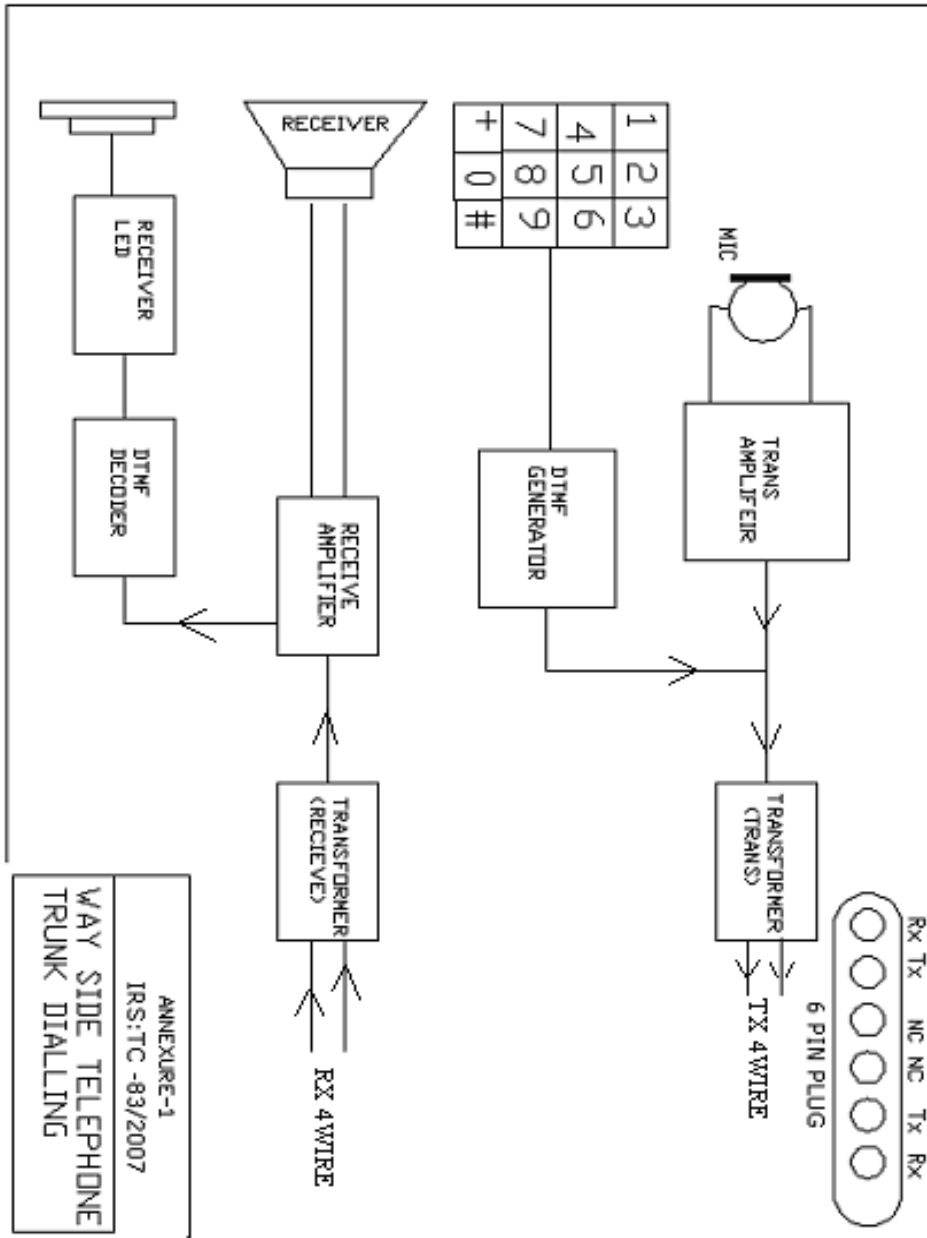 RECEIVER
LED
DTMF
DECODER
RECEIVER
RECEIVE
AMPLIFIER
TRANSFORMER
(RECIEVE)
RX 4WIRE
1 2 3
4 5 6
7 8 9
+ 0 #
DTMF
GENERATOR
MIC
TRANS
AMPLIFEIR
TRANSFORMER
(TRANS)
TX 4WIRE
6 PIN PLUG
Rx Tx NC NC Tx Rx
ANNEXURE-1
IRS:TC -83/2007
WAY SIDE TELEPHONE
TRUNK DIALLING